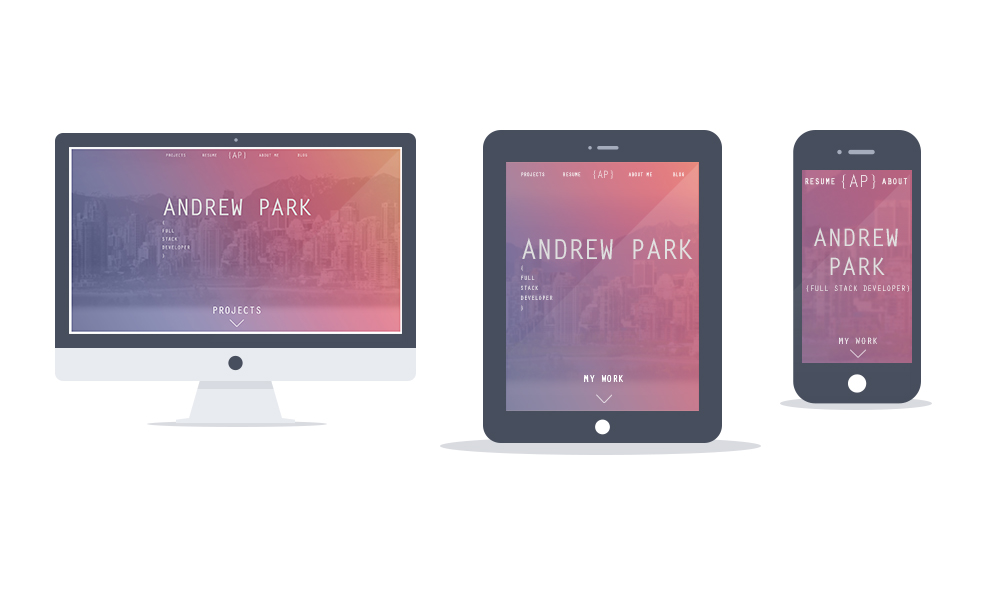 PROJECTS RESUME {AP} ABOUT ME BLOG
ANDREW PARK
{
FULL
STACK
DEVELOPER
}
PROJECTS
PROJECTS RESUME {AP} ABOUT ME BLOG
ANDREW PARK
{
FULL
STACK
DEVELOPER
}
MY WORK
RESUME {AP} ABOUT
ANDREW
PARK
{FULL STACK DEVELOPER}
MY WORK